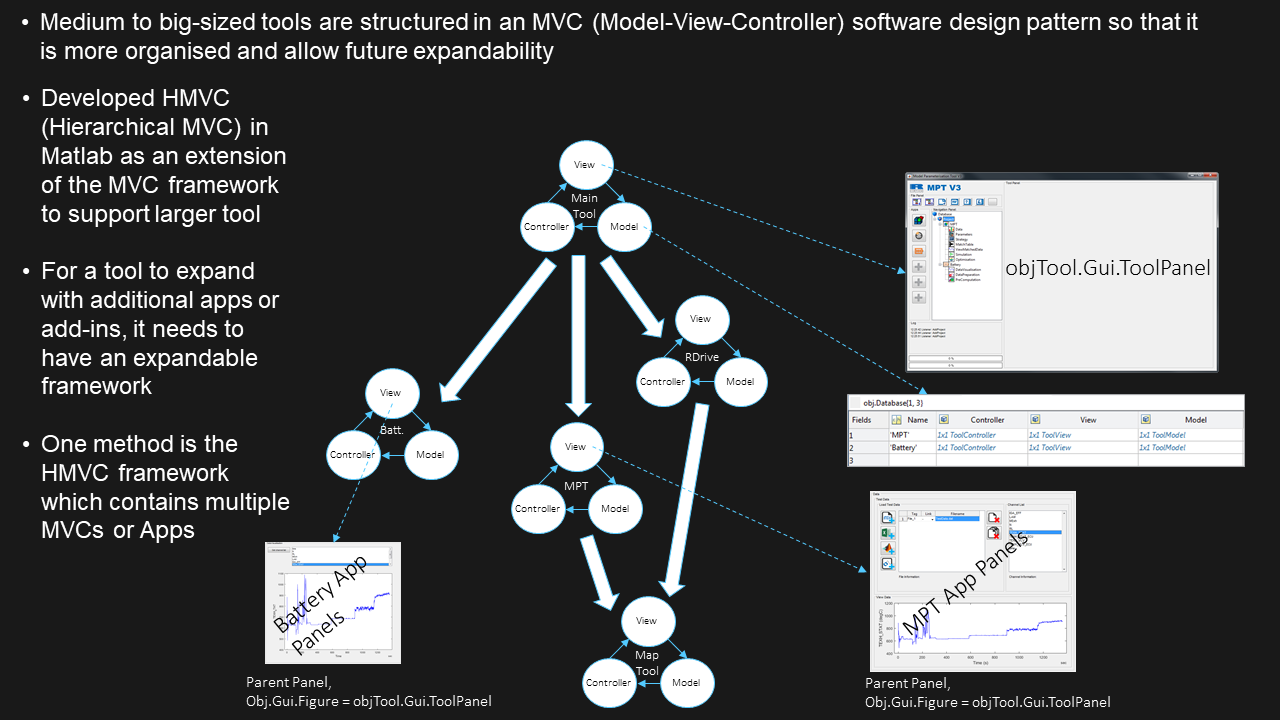 • Medium to big-sized tools are structured in an MVC (Model-View-Controller) software design pattern so that it
is more organised and allow future expandability
• Developed HMVC
(Hierarchical MVC) in
Matlab as an extension
of the MVC framework
to support larger tool
• For a tool to expand
with additional apps or
add-ins, it needs to
have an expandable
framework
• One method is the
HMVC framework
which contains multiple
MVCs or Apps
View
Main
Tool
Controller
Model
View
RDrive
Controller
Model
View
Batt.
Controller
Model
View
MPT
Controller
Model
View
Map
Tool
Controller
Model
MPT V3
objTool.Gui.ToolPanel
obj.Database{1, 3}
Fields Name Controller View Model
1 'MPT' 1x1 ToolController 1x1 ToolView 1x1 ToolModel
2 'Battery' 1x1 ToolController 1x1 ToolView 1x1 ToolModel
3
Battery App
Panels
Parent Panel,
Obj.Gui.Figure = objTool.Gui.ToolPanel
MPT App Panels
Time (s)
Parent Panel,
Obj.Gui.Figure = objTool.Gui.ToolPanel